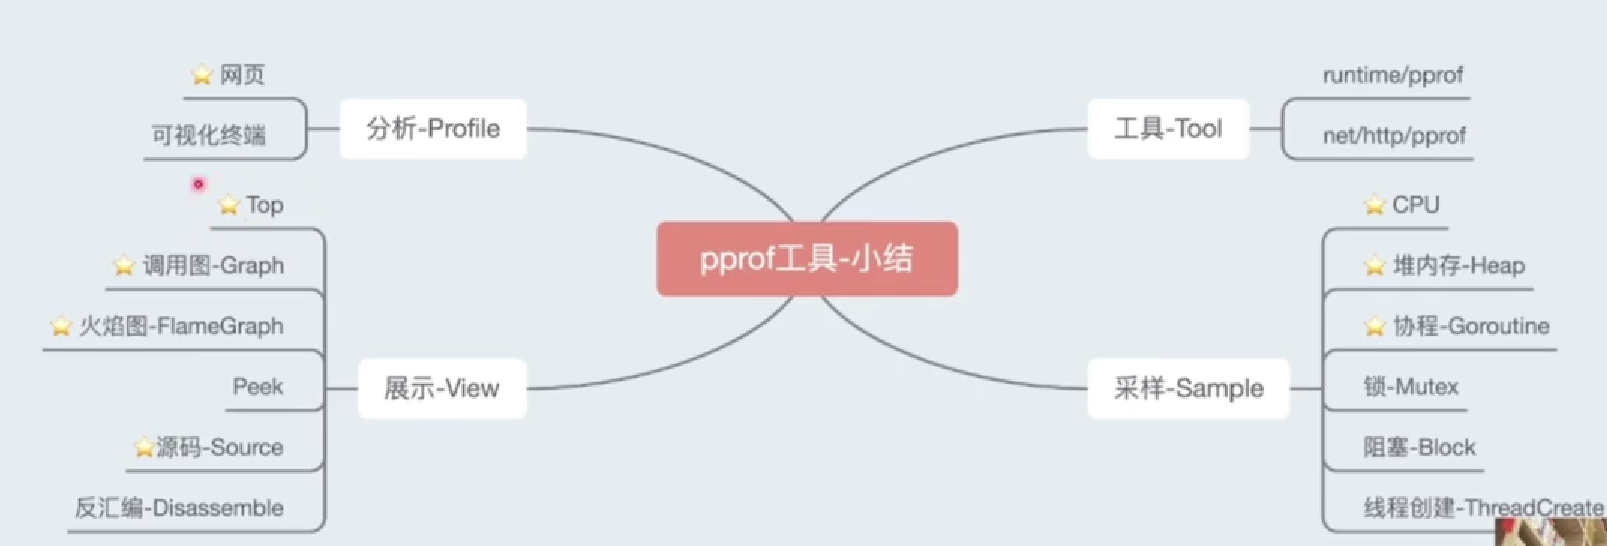 pprof工具-小结
分析-Profile
网页
可视化终端
展示-View
Top
调用图-Graph
火焰图-FlameGraph
Peek
源码-Source
反汇编-Disassemble
工具-Tool
runtime/pprof
net/http/pprof
采样-Sample
CPU
堆内存-Heap
协程-Goroutine
锁-Mutex
阻塞-Block
线程创建-ThreadCreate